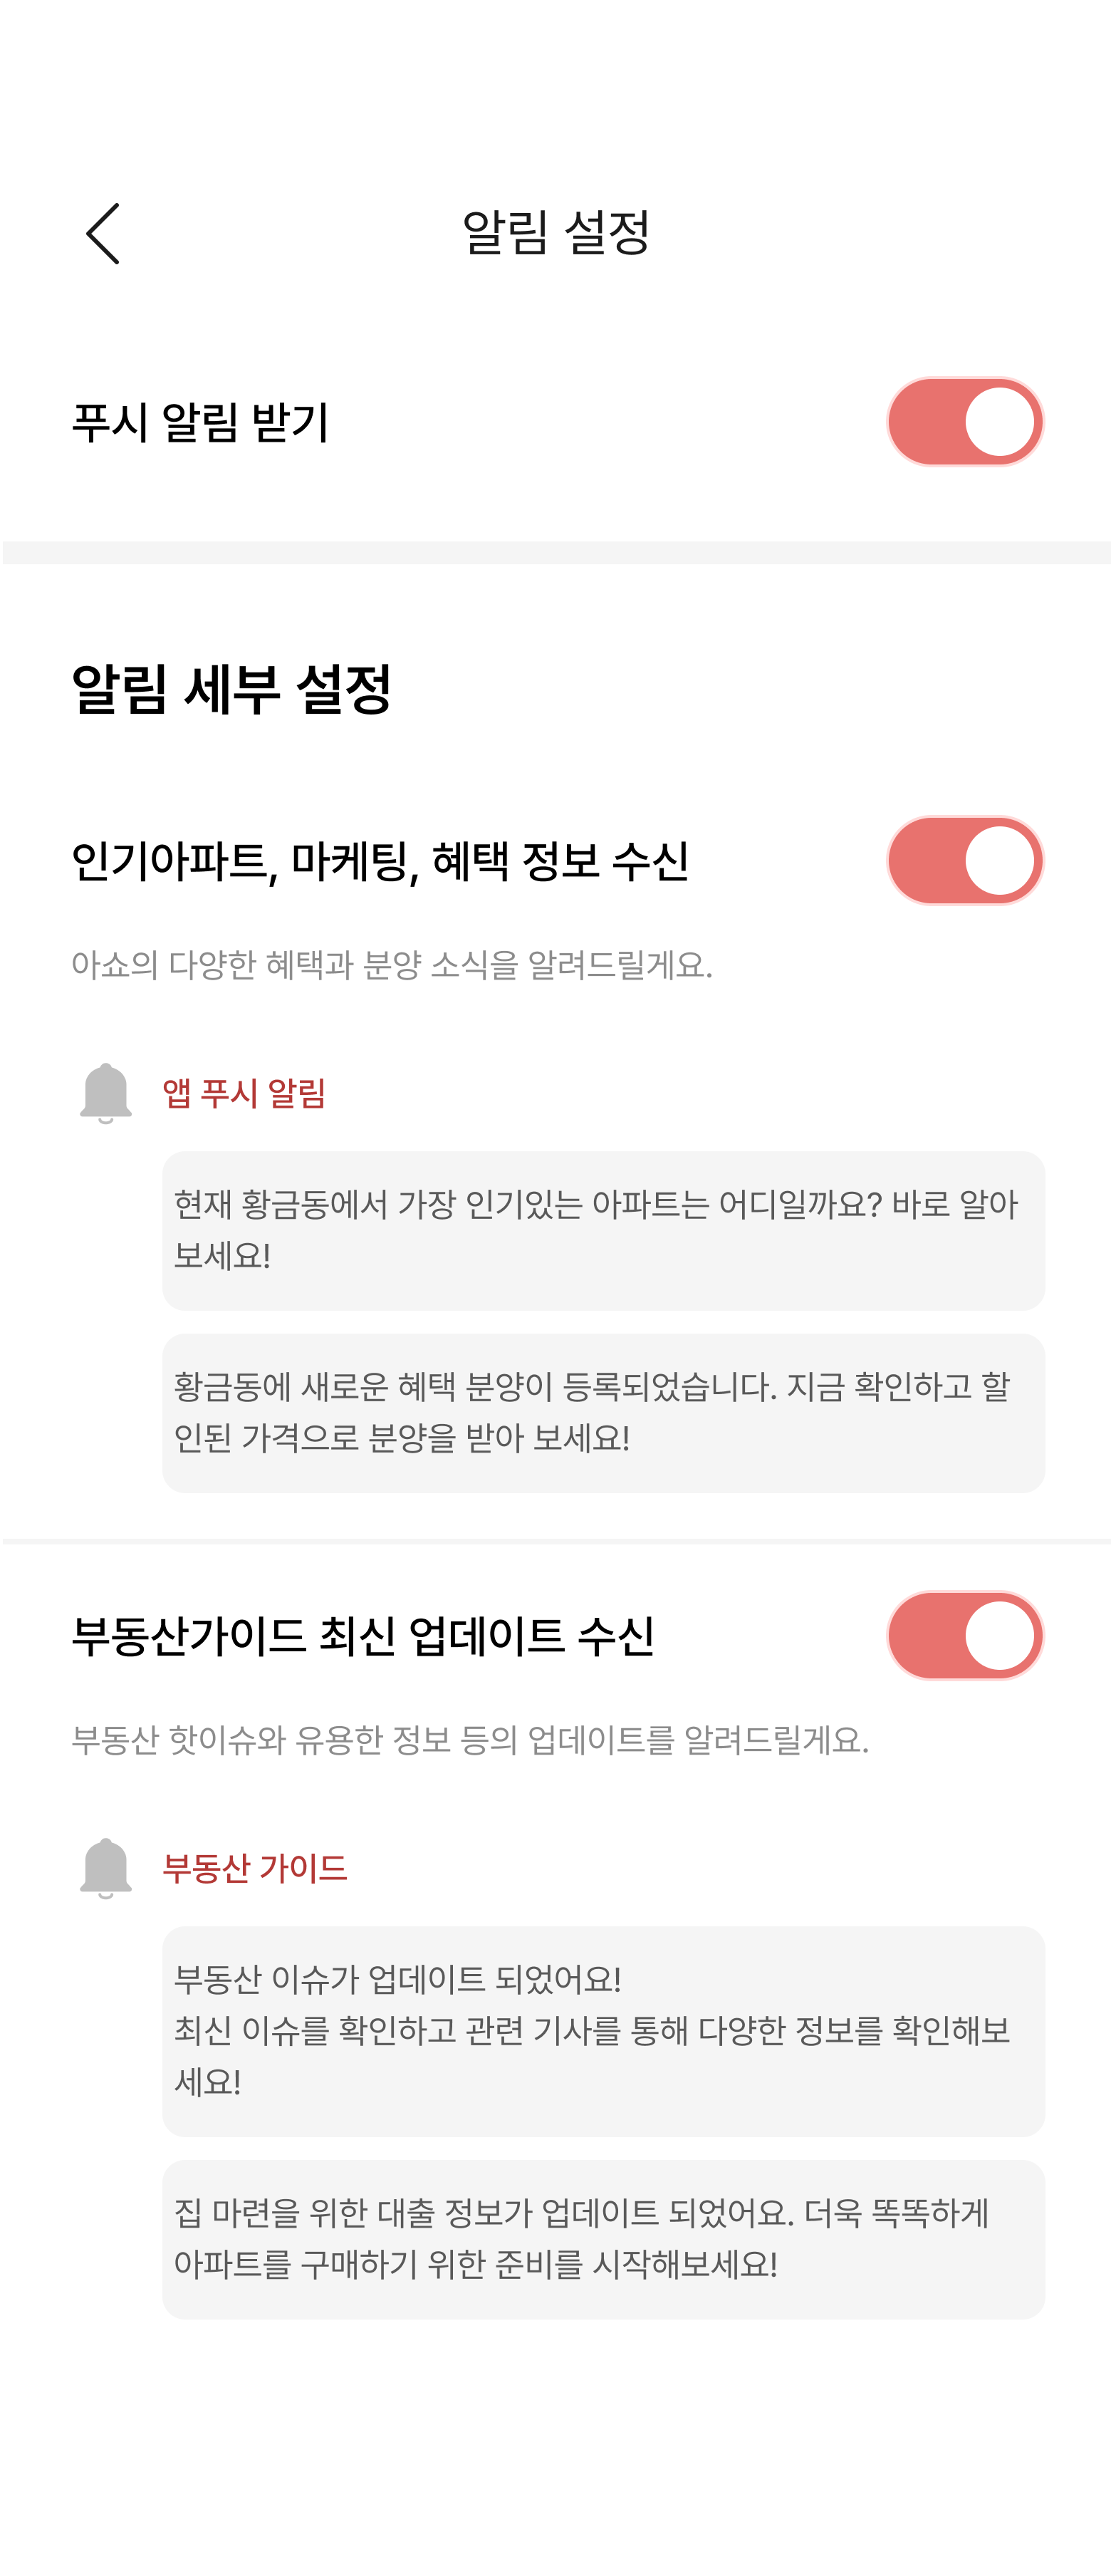 알림 설정
푸시 알림 받기
알림 세부 설정
인기아파트, 마케팅, 혜택 정보 수신
아쇼의 다양한 혜택과 분양 소식을 알려드릴게요.
앱 푸시 알림
현재 황금동에서 가장 인기있는 아파트는 어디일까요? 바로 알아
보세요!
황금동에 새로운 혜택 분양이 등록되었습니다. 지금 확인하고 할
인된 가격으로 분양을 받아 보세요!
부동산가이드 최신 업데이트 수신
부동산 핫이슈와 유용한 정보 등의 업데이트를 알려드릴게요.
부동산 가이드
부동산 이슈가 업데이트 되었어요!
최신 이슈를 확인하고 관련 기사를 통해 다양한 정보를 확인해보
세요!
집 마련을 위한 대출 정보가 업데이트 되었어요. 더욱 똑똑하게
아파트를 구매하기 위한 준비를 시작해보세요!